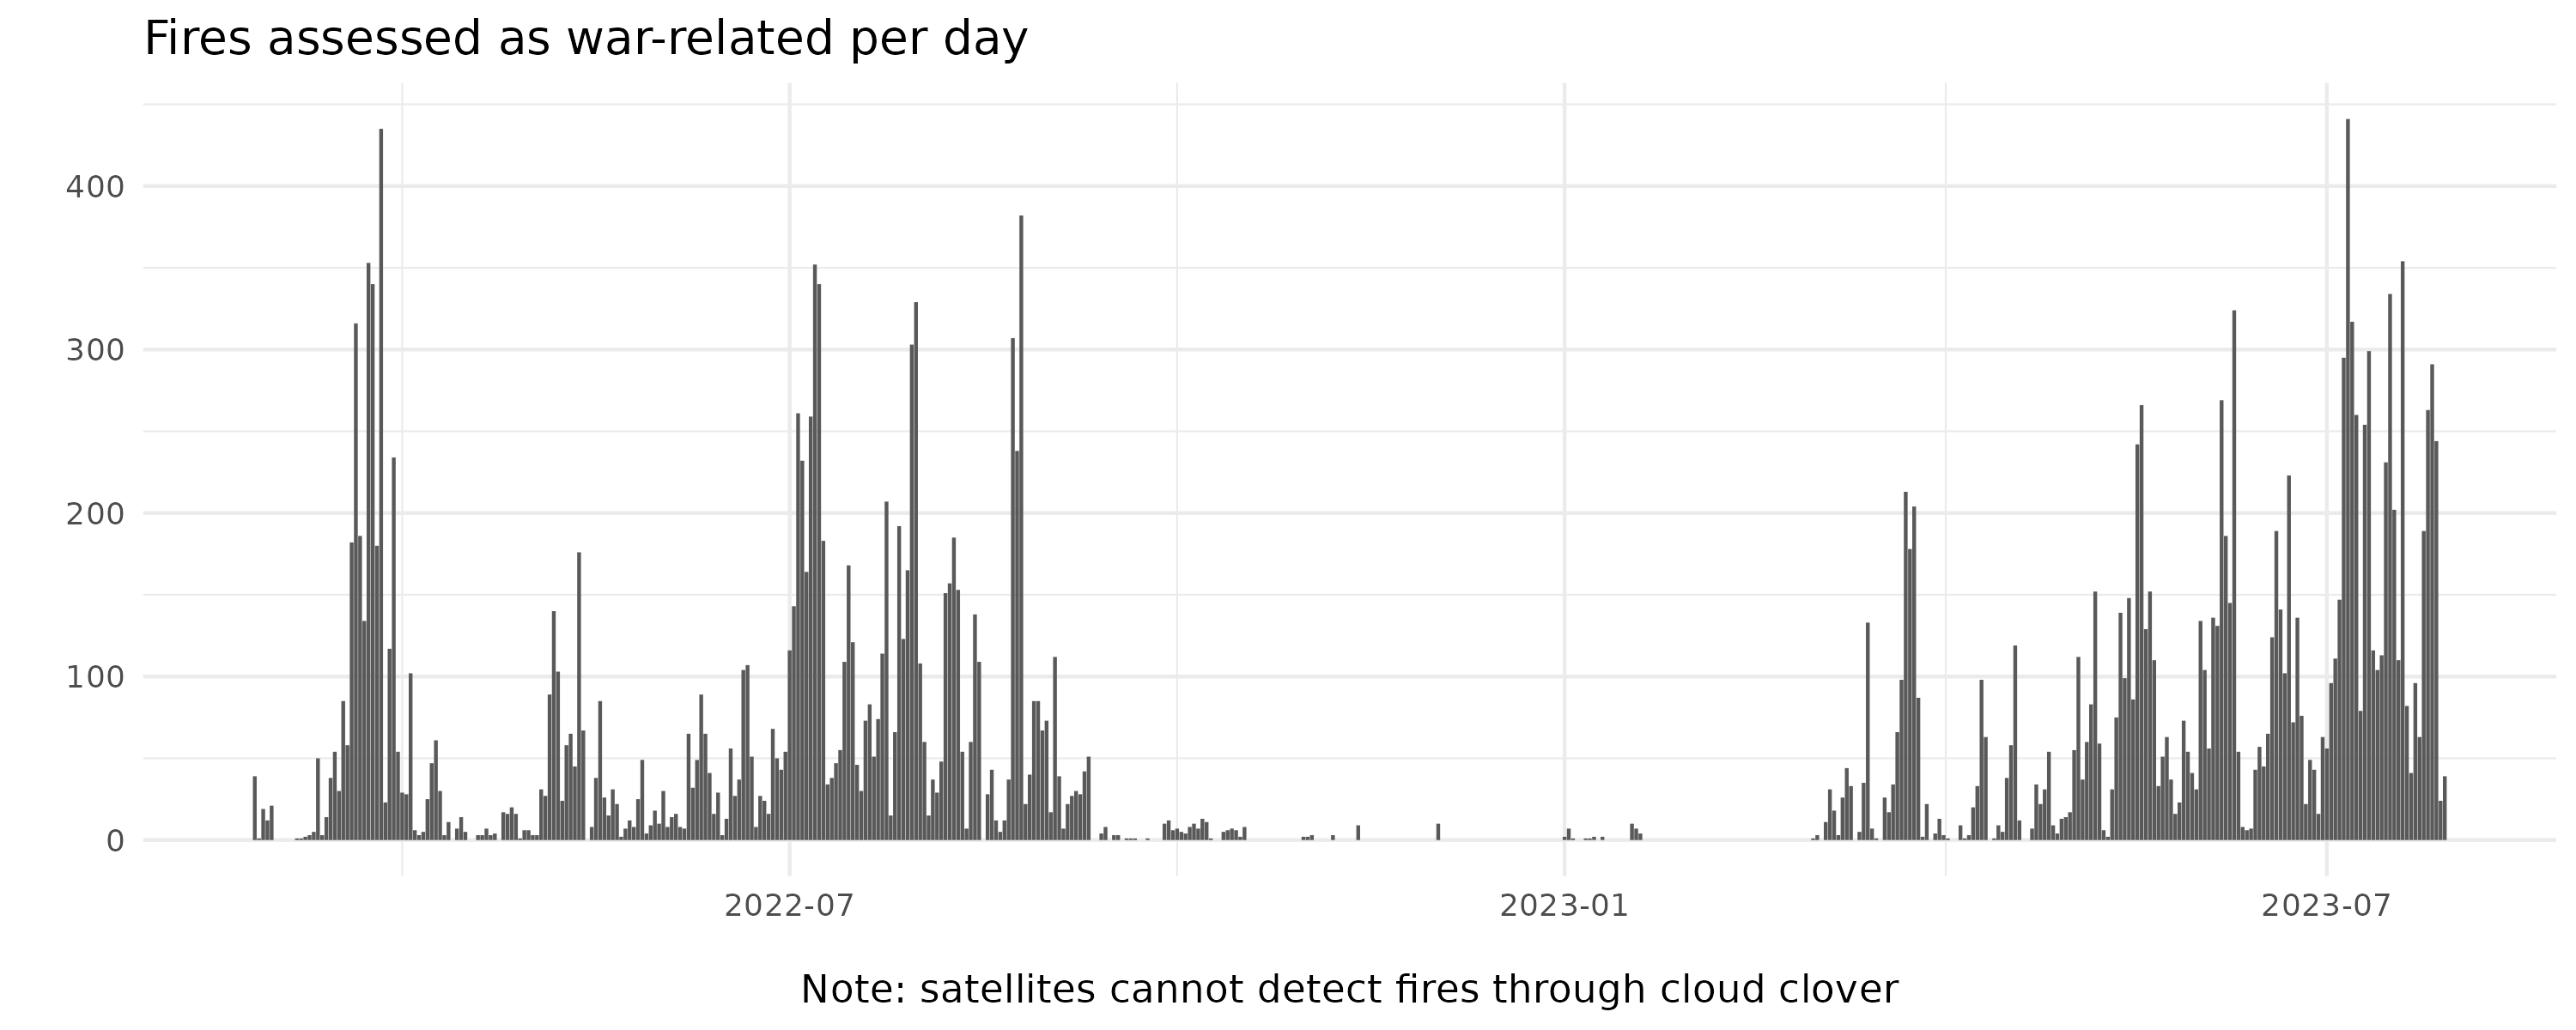 Fires assessed as war-related per day
400
300
200
100
0
2022-07 2023-01 2023-07
Note: satellites cannot detect fires through cloud clover